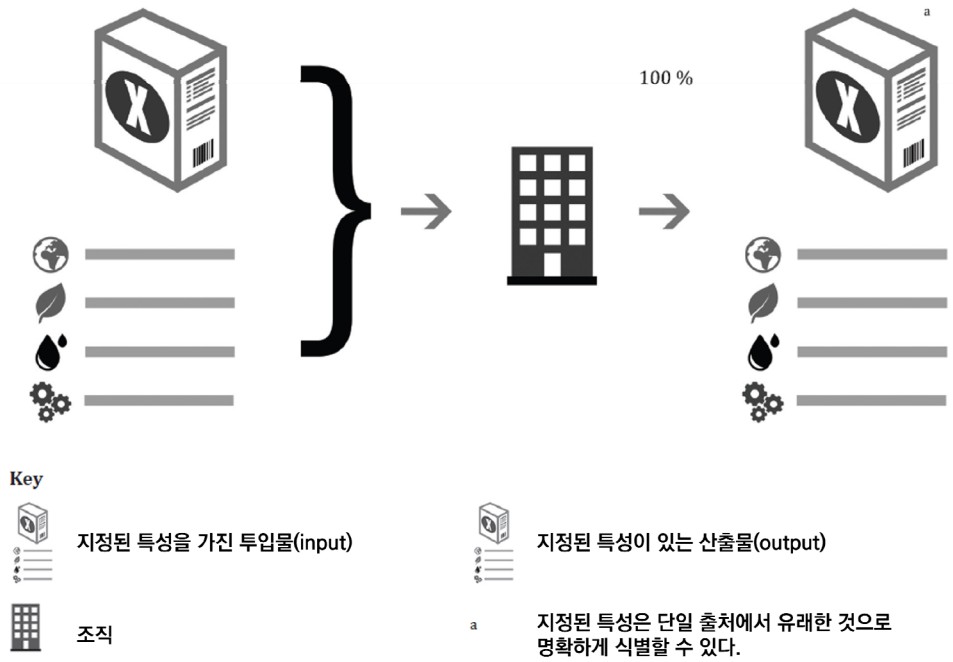 a
X
X
100 %
Key
X
지정된 특성을 가진 투입물(input)
X
지정된 특성이 있는 산출물(output)
조직
a
지정된 특성은 단일 출처에서 유래한 것으로
명확하게 식별할 수 있다.